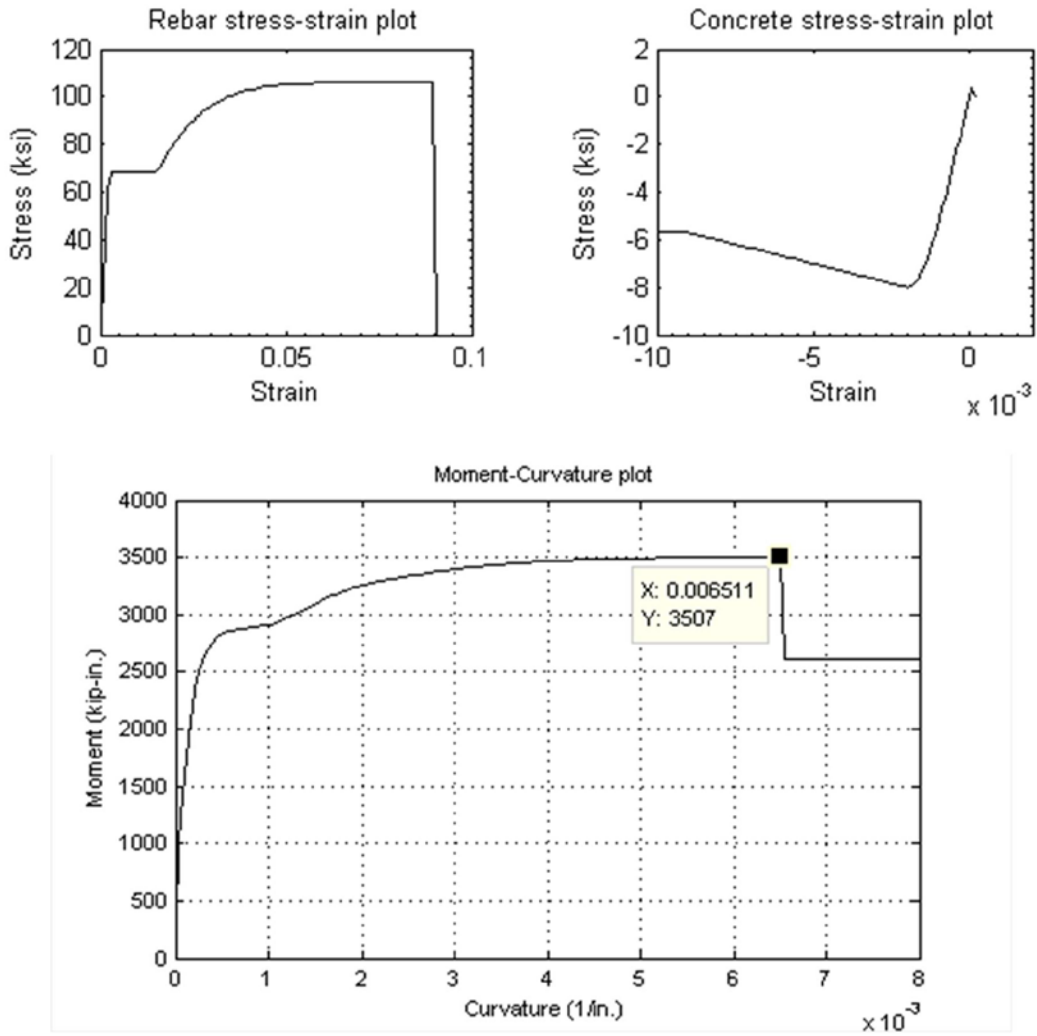 Rebar stress-strain plot
120
100
80
60
40
20
0
Stress (ksi)
0
0.05
0.1
Strain
Concrete stress-strain plot
2
0
-2
-4
-6
-8
-10
Stress (ksi)
-10
-5
0
Strain
x 10-3
Moment-Curvature plot
4000
3500
3000
2500
2000
1500
1000
500
0
Moment (kip-in.)
X: 0.006511
Y: 3507
0
1
2
3
4
5
6
7
8
Curvature (1/in.)
x 10-3